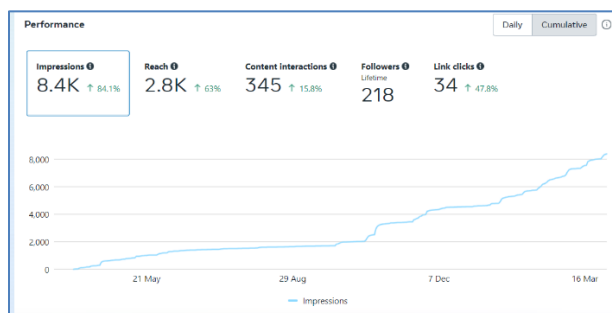 Performance
Daily Cumulative
Impressions Reach Content interactions Followers Link clicks
Lifetime
8.4K ↑ 84.1% 2.8K ↑ 63% 345 ↑ 15.8% 218 34 ↑ 47.8%
8,000
6,000
4,000
2,000
0
21 May 29 Aug 7 Dec 16 Mar
Impressions